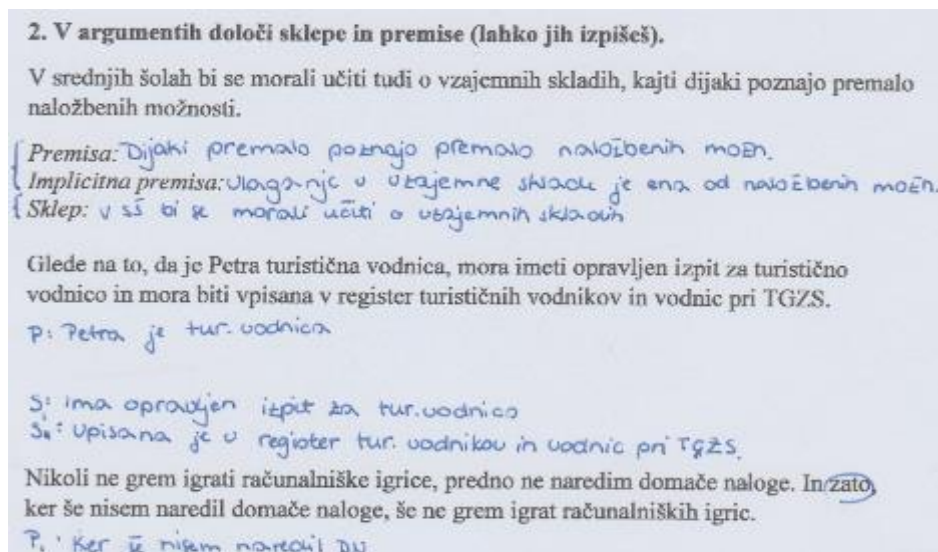 2. V argumentih določi sklepe in premise (lahko jih izpišeš).
V srednjih šolah bi se morali učiti tudi o vzajemnih skladih, kajti dijaki poznajo premalo
naložbenih možnosti.
Premisa: Dijaki premalo poznajo premalo naložbenih možn.
Implicitna premisa: Vlaganje v vzajemne sklade je ena od naložbenih možn.
Sklep: v sš bi se morali učiti o vzajemnih skladih
Glede na to, da je Petra turistična vodnica, mora imeti opravljen izpit za turistično
vodnico in mora biti vpisana v register turističnih vodnikov in vodnic pri TGZS.
P: Petra je tur. vodnica
S: ima opravljen izpit za tur. vodnico
Vpisana je v register tur. vodnikov in vodnic pri TGZS.
Nikoli ne grem igrati računalniške igrice, predno ne naredim domače naloge. In zato,
ker še nisem naredil domače naloge, še ne grem igrat računalniških igric.
P₁: Ker še nisem naredil DN